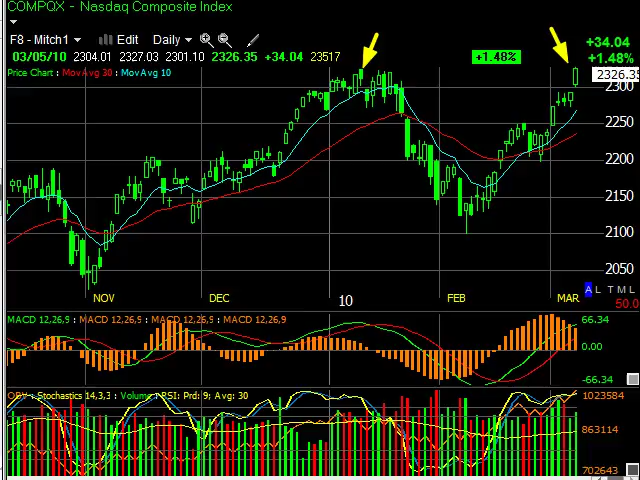 COMPQX - Nasdaq Composite Index
F8 - Mitch1 Edit Daily
+34.04
03/05/10 2304.01 2327.03 2301.10 2326.35 +34.04 23517 +1.48% +1.48%
Price Chart : MovAvg 30 : MovAvg 10
2326.35
2300
2250
2200
2150
2100
2050
A L T M L
NOV DEC 10 FEB MAR
50.0
MACD 12,26,9 : MACD 12,26,9 : MACD 12,26,9 : MACD 12,26,9
66.34
0.00
-66.34
OBV : Stochastics 14,3,3 : Volume : RSI: Prd: 9; Avg: 30
1023584
863114
702643